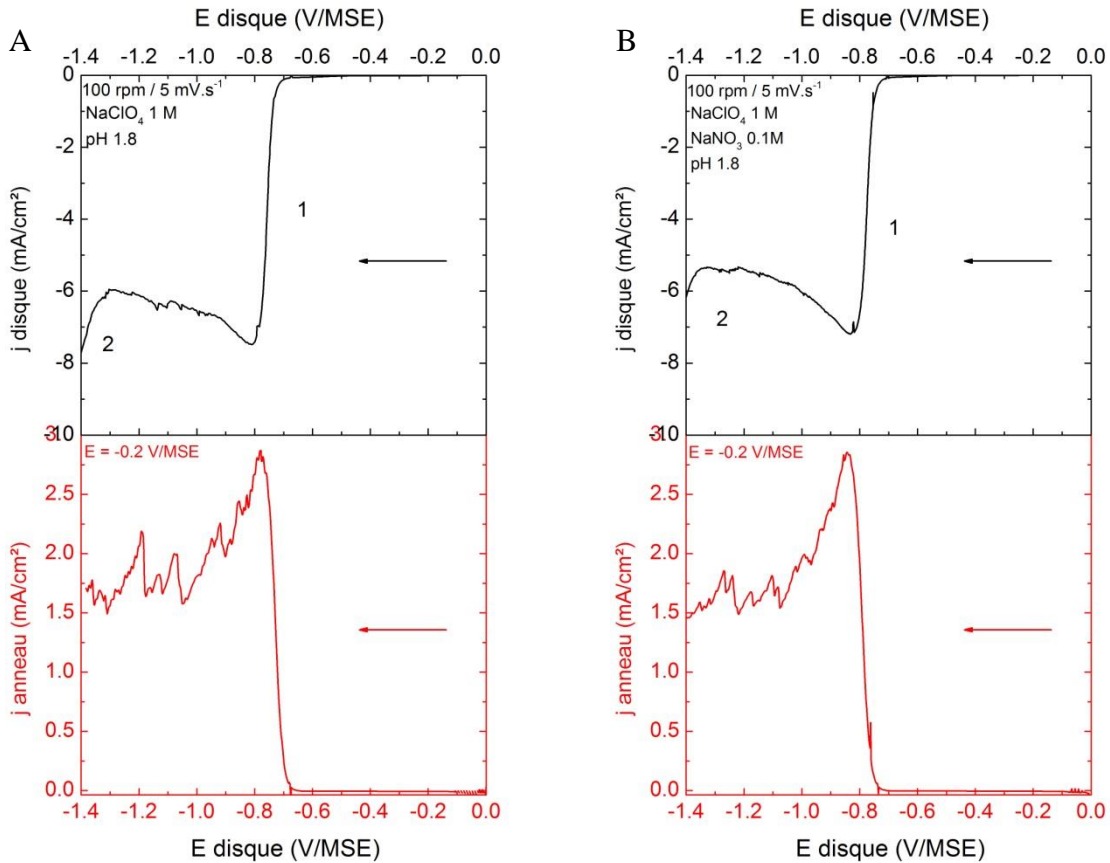 A
E disque (V/MSE)
-1.4 -1.2 -1.0 -0.8 -0.6 -0.4 -0.2 0.0
100 rpm / 5 mV.s⁻¹
NaClO₄ 1 M
pH 1.8
0
-2
-4
-6
-8
-10
j disque (mA/cm²)
1
2
E = -0.2 V/MSE
3
2.5
2.0
1.5
1.0
0.5
0.0
j anneau (mA/cm²)
-1.4 -1.2 -1.0 -0.8 -0.6 -0.4 -0.2 0.0
E disque (V/MSE)
B
E disque (V/MSE)
-1.4 -1.2 -1.0 -0.8 -0.6 -0.4 -0.2 0.0
100 rpm / 5 mV.s⁻¹
NaClO₄ 1 M
NaNO₃ 0.1M
pH 1.8
0
-2
-4
-6
-8
-10
j disque (mA/cm²)
1
2
E = -0.2 V/MSE
3
2.5
2.0
1.5
1.0
0.5
0.0
j anneau (mA/cm²)
-1.4 -1.2 -1.0 -0.8 -0.6 -0.4 -0.2 0.0
E disque (V/MSE)